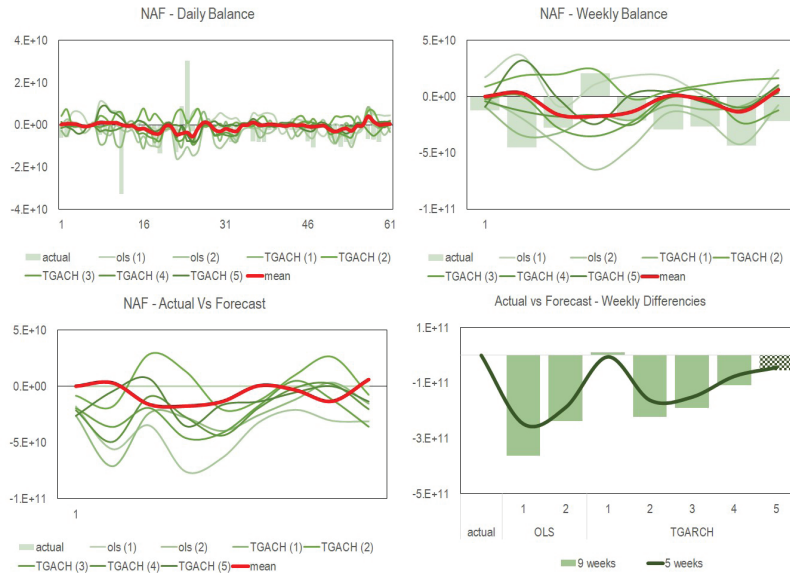 NAF - Daily Balance
4.E+10
2.E+10
0.E+00
-2.E+10
-4.E+10
1 16 31 46 61
actual ols (1) ols (2) TGACH (1) TGACH (2)
TGACH (3) TGACH (4) TGACH (5) mean
NAF - Weekly Balance
5.E+10
0.E+00
-5.E+10
-1.E+11
1
actual ols (1) ols (2) TGACH (1) TGACH (2)
TGACH (3) TGACH (4) TGACH (5) mean
NAF - Actual Vs Forecast
5.E+10
0.E+00
-5.E+10
-1.E+11
1
actual ols (1) ols (2) TGACH (1) TGACH (2)
TGACH (3) TGACH (4) TGACH (5) mean
Actual vs Forecast - Weekly Differencies
1.E+11
-1.E+11
-3.E+11
-5.E+11
1 2 1 2 3 4 5
actual OLS TGARCH
9 weeks 5 weeks